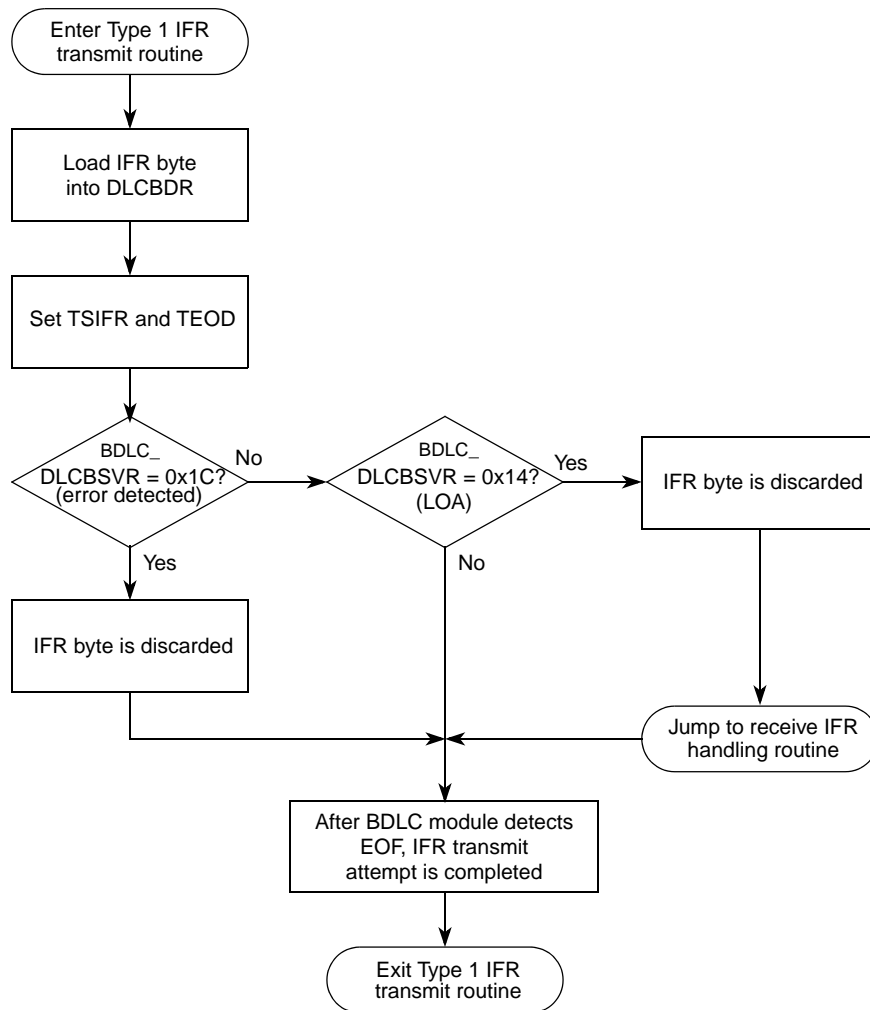 Enter Type 1 IFR
transmit routine
Load IFR byte
into DLCBDR
Set TSIFR and TEOD
BDLC_
DLCBSVR = 0x1C?
(error detected)
No
Yes
BDLC_
DLCBSVR = 0x14?
(LOA)
Yes
No
IFR byte is discarded
IFR byte is discarded
Jump to receive IFR
handling routine
After BDLC module detects
EOF, IFR transmit
attempt is completed
Exit Type 1 IFR
transmit routine